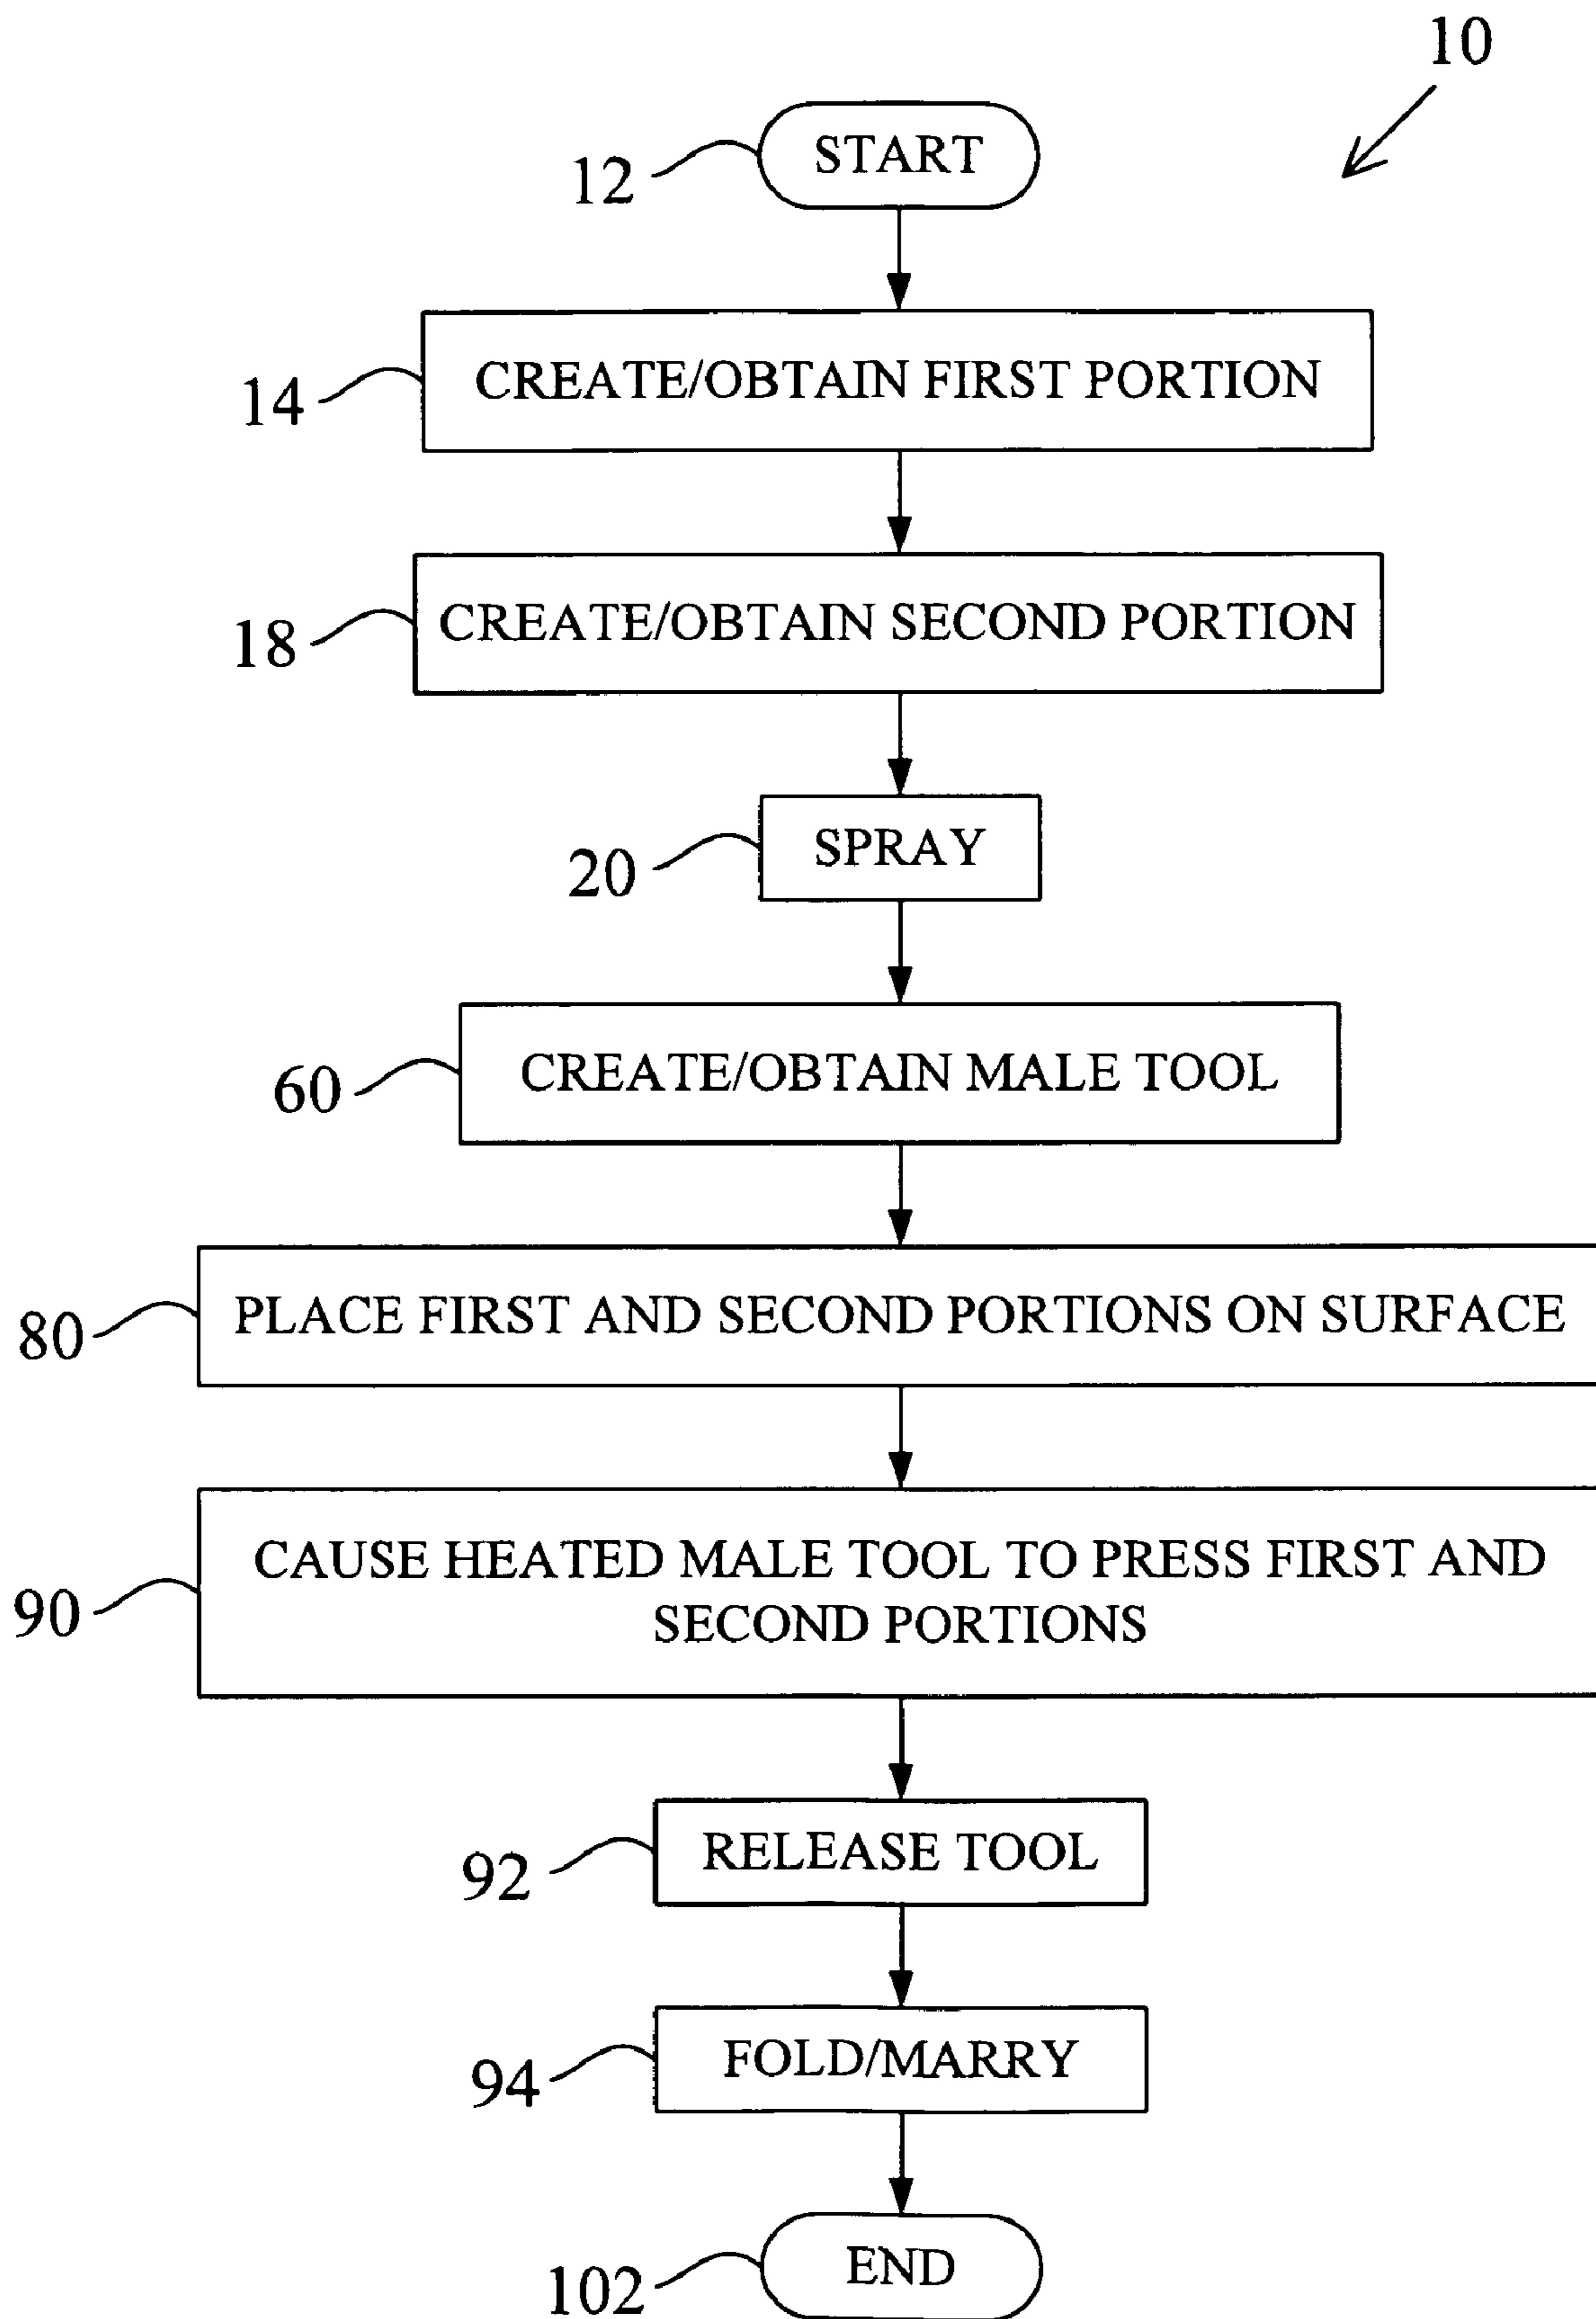 10
12
START
14
CREATE/OBTAIN FIRST PORTION
18
CREATE/OBTAIN SECOND PORTION
20
SPRAY
60
CREATE/OBTAIN MALE TOOL
80
PLACE FIRST AND SECOND PORTIONS ON SURFACE
90
CAUSE HEATED MALE TOOL TO PRESS FIRST AND
SECOND PORTIONS
92
RELEASE TOOL
94
FOLD/MARRY
102
END